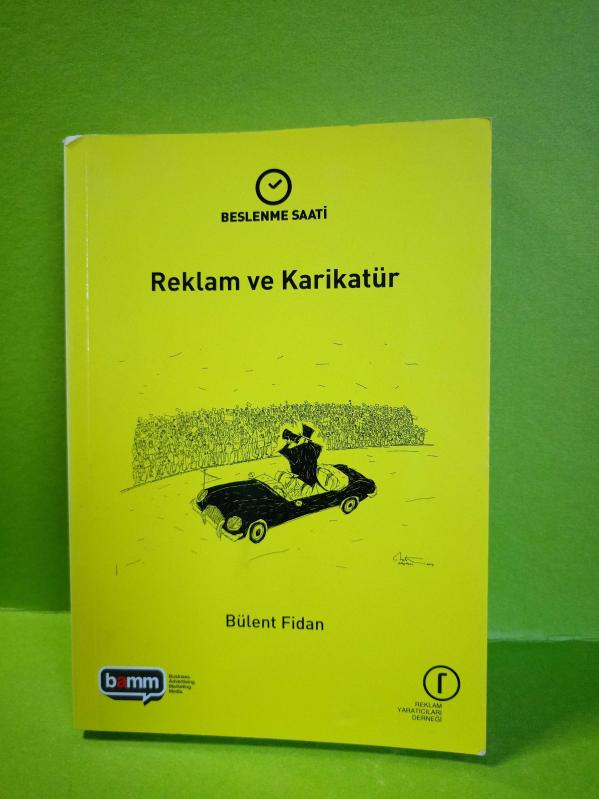 BESLENME SAATİ
Reklam ve Karikatür
Bülent Fidan
bamm
Business
Advertising
Marketing
Media
r
REKLAM
YARATICILARI
DERNEĞİ